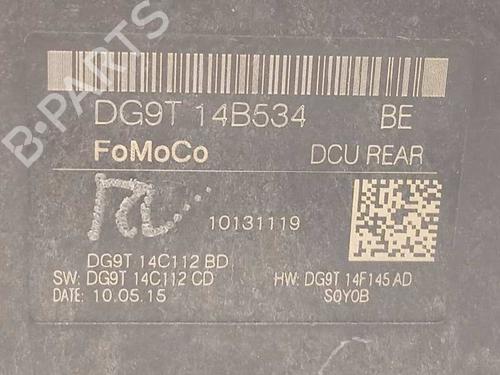 B-PARTS
DG9T 14B534 BE
FoMoCo DCU REAR
10131119
DG9T 14C112 BD
SW: DG9T 14C112 CD HW: DG9T 14F145 AD
DATE: 10.05.15 S0Y0B